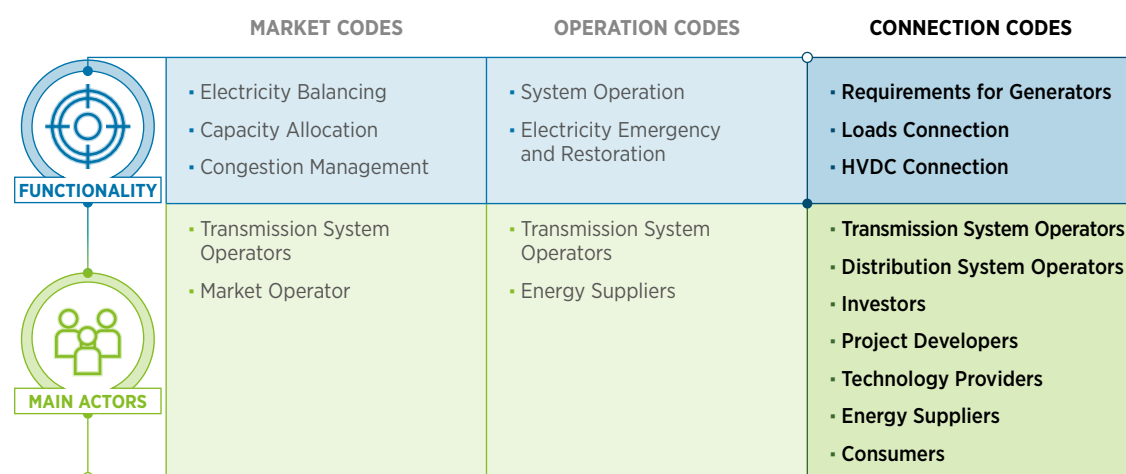 MARKET CODES
OPERATION CODES
CONNECTION CODES
FUNCTIONALITY
▪ Electricity Balancing
▪ Capacity Allocation
▪ Congestion Management
▪ System Operation
▪ Electricity Emergency
and Restoration
▪ Requirements for Generators
▪ Loads Connection
▪ HVDC Connection
MAIN ACTORS
▪ Transmission System
Operators
▪ Market Operator
▪ Transmission System
Operators
▪ Energy Suppliers
▪ Transmission System Operators
▪ Distribution System Operators
▪ Investors
▪ Project Developers
▪ Technology Providers
▪ Energy Suppliers
▪ Consumers